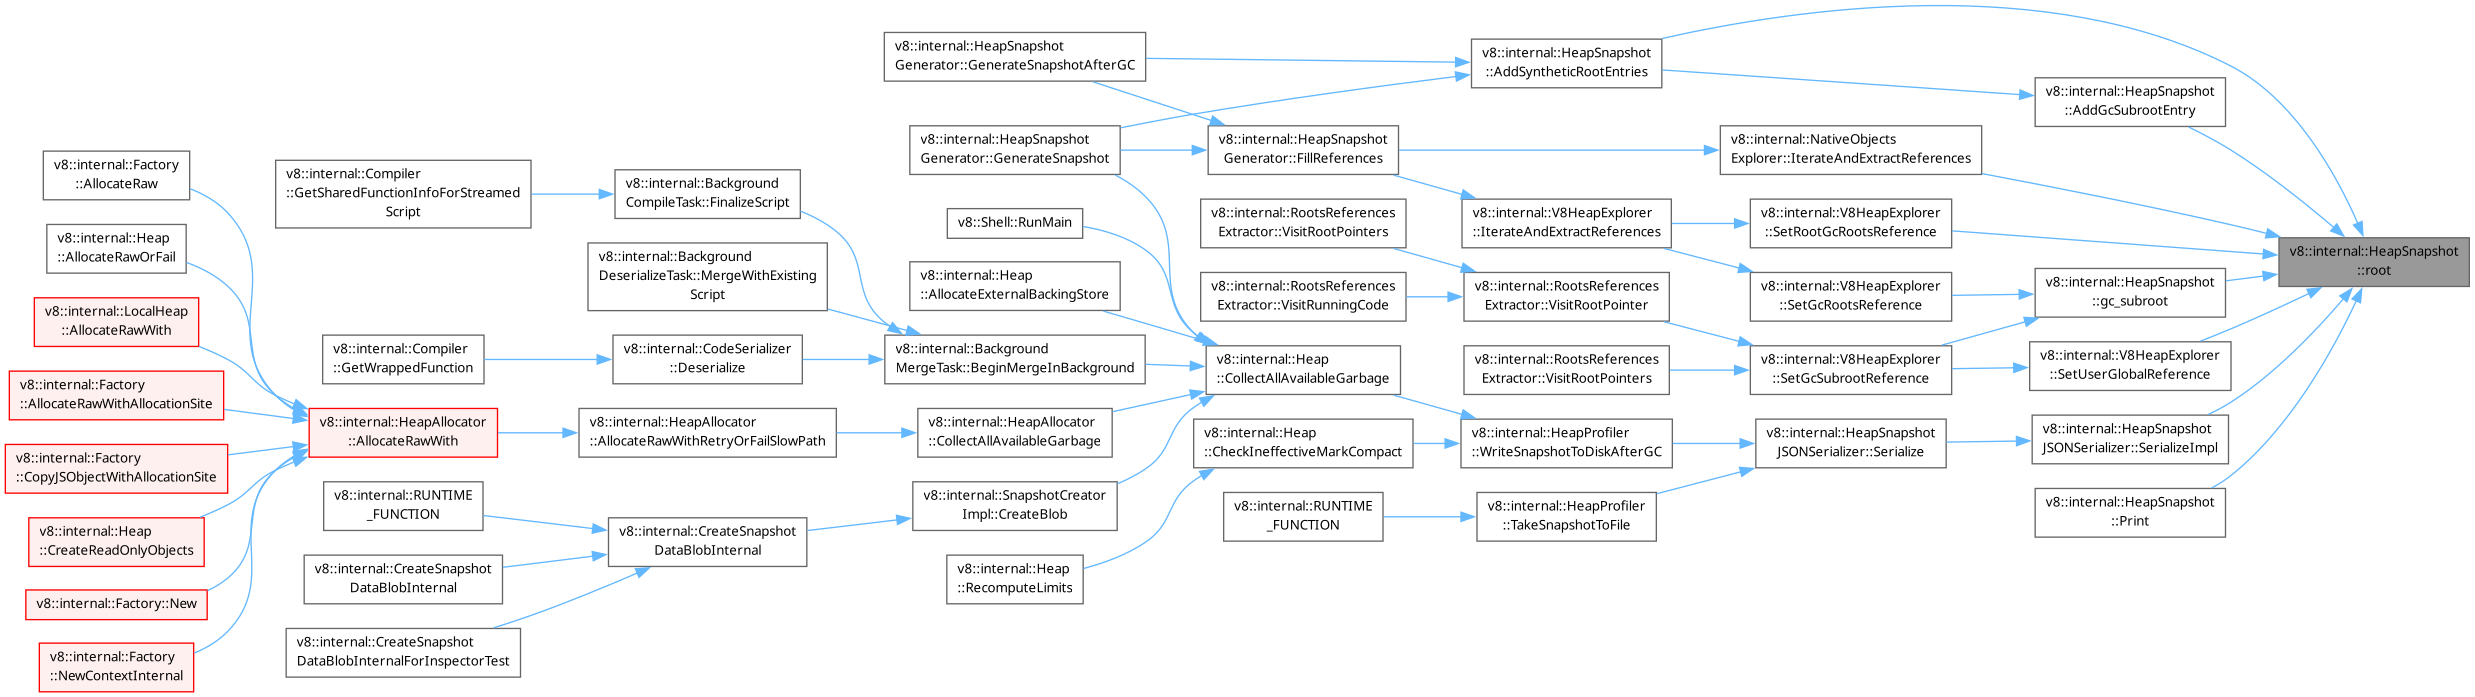 v8::internal::HeapSnapshot
Generator::GenerateSnapshotAfterGC
v8::internal::HeapSnapshot
::AddSyntheticRootEntries
v8::internal::HeapSnapshot
::AddGcSubrootEntry
v8::internal::HeapSnapshot
Generator::GenerateSnapshot
v8::internal::HeapSnapshot
Generator::FillReferences
v8::internal::NativeObjects
Explorer::IterateAndExtractReferences
v8::internal::Factory
::AllocateRaw
v8::internal::Compiler
::GetSharedFunctionInfoForStreamed
Script
v8::internal::Background
CompileTask::FinalizeScript
v8::Shell::RunMain
v8::internal::RootsReferences
Extractor::VisitRootPointers
v8::internal::V8HeapExplorer
::IterateAndExtractReferences
v8::internal::V8HeapExplorer
::SetRootGcRootsReference
v8::internal::HeapSnapshot
::root
v8::internal::Heap
::AllocateRawOrFail
v8::internal::Background
DeserializeTask::MergeWithExisting
Script
v8::internal::Heap
::AllocateExternalBackingStore
v8::internal::RootsReferences
Extractor::VisitRunningCode
v8::internal::RootsReferences
Extractor::VisitRootPointer
v8::internal::V8HeapExplorer
::SetGcRootsReference
v8::internal::HeapSnapshot
::gc_subroot
v8::internal::LocalHeap
::AllocateRawWith
v8::internal::Compiler
::GetWrappedFunction
v8::internal::CodeSerializer
::Deserialize
v8::internal::Background
MergeTask::BeginMergeInBackground
v8::internal::Heap
::CollectAllAvailableGarbage
v8::internal::RootsReferences
Extractor::VisitRootPointers
v8::internal::V8HeapExplorer
::SetGcSubrootReference
v8::internal::V8HeapExplorer
::SetUserGlobalReference
v8::internal::Factory
::AllocateRawWithAllocationSite
v8::internal::HeapAllocator
::AllocateRawWith
v8::internal::HeapAllocator
::AllocateRawWithRetryOrFailSlowPath
v8::internal::HeapAllocator
::CollectAllAvailableGarbage
v8::internal::Heap
::CheckIneffectiveMarkCompact
v8::internal::HeapProfiler
::WriteSnapshotToDiskAfterGC
v8::internal::HeapSnapshot
JSONSerializer::Serialize
v8::internal::HeapSnapshot
JSONSerializer::SerializeImpl
v8::internal::Factory
::CopyJSObjectWithAllocationSite
v8::internal::RUNTIME
_FUNCTION
v8::internal::SnapshotCreator
Impl::CreateBlob
v8::internal::RUNTIME
_FUNCTION
v8::internal::HeapProfiler
::TakeSnapshotToFile
v8::internal::HeapSnapshot
::Print
v8::internal::Heap
::CreateReadOnlyObjects
v8::internal::CreateSnapshot
DataBlobInternal
v8::internal::CreateSnapshot
DataBlobInternal
v8::internal::Heap
::RecomputeLimits
v8::internal::Factory::New
v8::internal::CreateSnapshot
DataBlobInternalForInspectorTest
v8::internal::Factory
::NewContextInternal